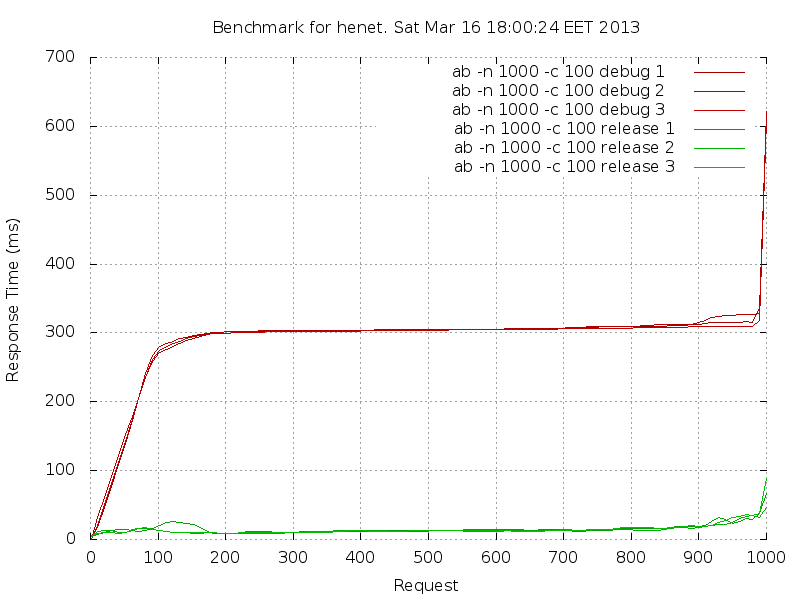 Benchmark for henet. Sat Mar 16 18:00:24 EET 2013
700
600
500
400
300
200
100
0
Response Time (ms)
ab -n 1000 -c 100 debug 1
ab -n 1000 -c 100 debug 2
ab -n 1000 -c 100 debug 3
ab -n 1000 -c 100 release 1
ab -n 1000 -c 100 release 2
ab -n 1000 -c 100 release 3
0 100 200 300 400 500 600 700 800 900 1000
Request